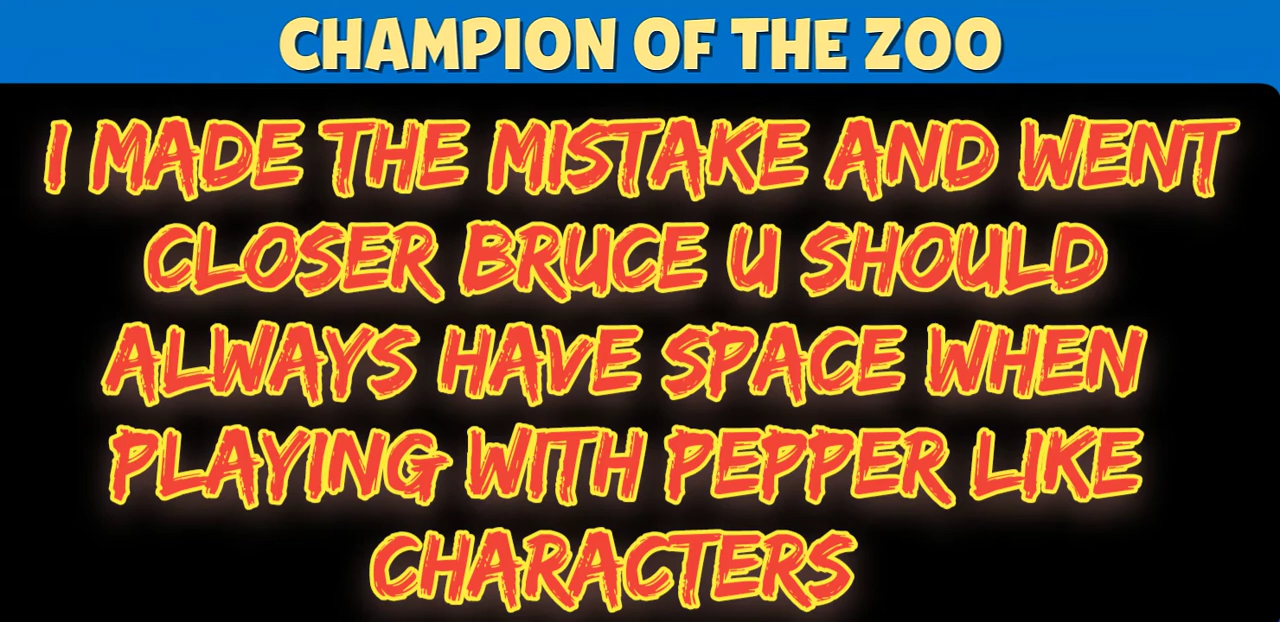 CHAMPION OF THE ZOO
I MADE THE MISTAKE AND WENT
CLOSER BRUCE U SHOULD
ALWAYS HAVE SPACE WHEN
PLAYING WITH PEPPER LIKE
CHARACTERS